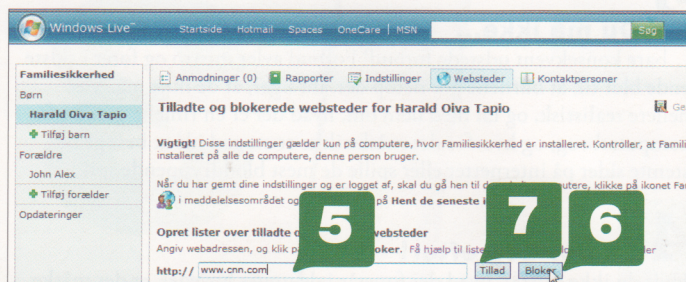 Windows Live™ Startside Hotmail Spaces OneCare | MSN Søg
Familiesikkerhed
Børn
Harald Oiva Tapio
Tilføj barn
Forældre
John Alex
Tilføj forælder
Opdateringer
Anmodninger (0) Rapporter Indstillinger Websteder Kontaktpersoner
Tilladte og blokerede websteder for Harald Oiva Tapio
Vigtigt! Disse indstillinger gælder kun på computere, hvor Familiesikkerhed er installeret. Kontroller, at Famili
installeret på alle de computere, denne person bruger.
Når du har gemt dine indstillinger og er logget af, skal du gå hen til klikke på ikonet Fa
i meddelelsesområdet og på Hent de seneste
Opret lister over tilladte websteder
Angiv webadressen, og klik Få hjælp til
http:// www.cnn.com Tillad Bloker
5
7
6